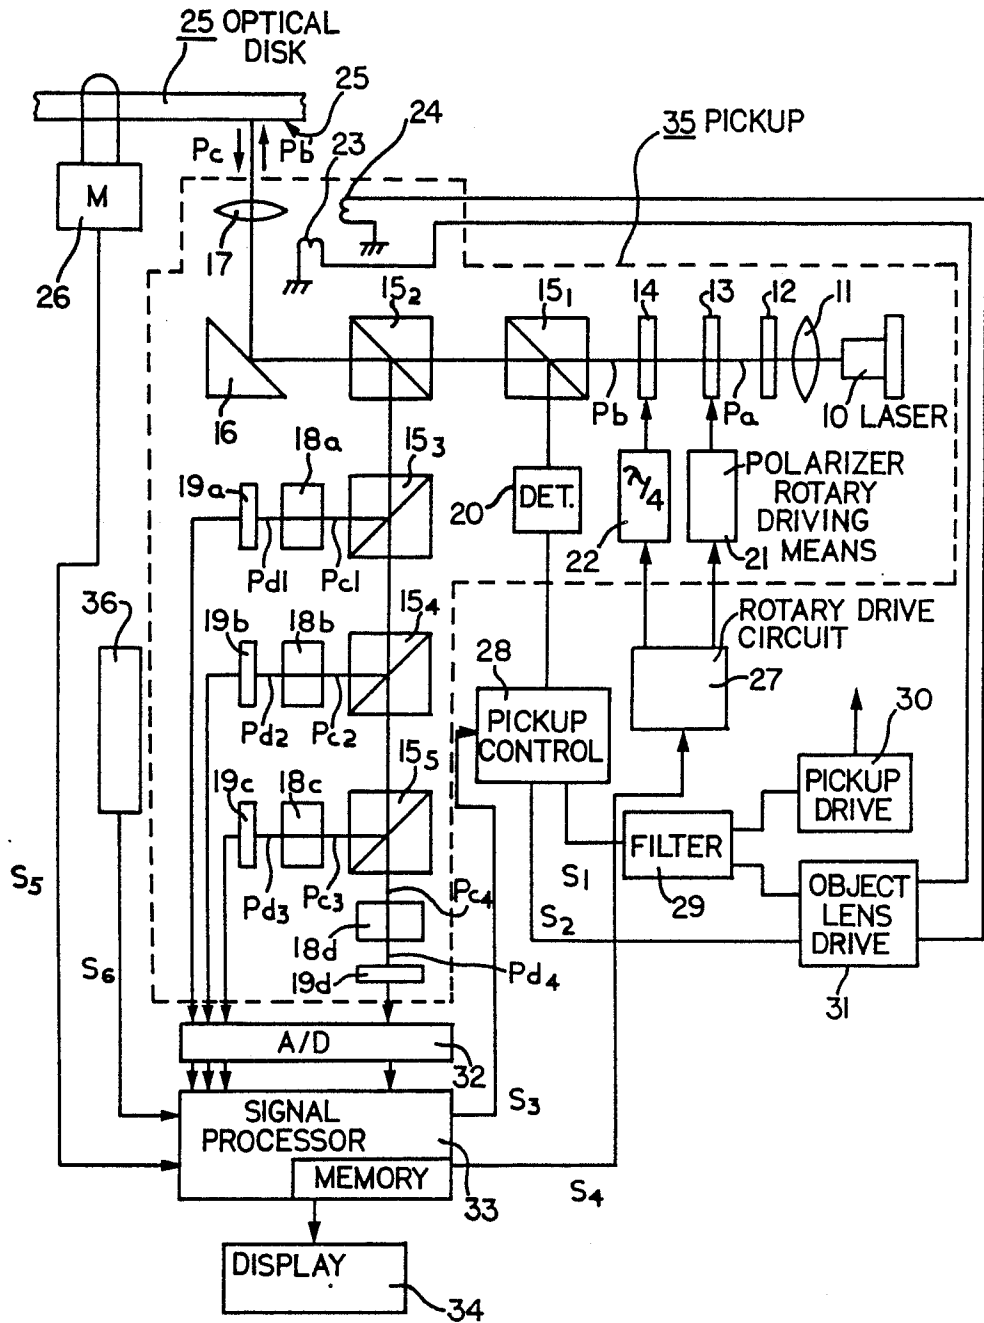 25 OPTICAL
DISK
25
24
Pc
Pb
23
35 PICKUP
M
17
26
15₂
15₁
14
13
12
11
Pb
Pa
16
10 LASER
18a
15₃
19a
λ/4
POLARIZER
ROTARY
DRIVING
MEANS
DET.
20
22
21
Pd1
Pc1
36
19b
18b
15₄
ROTARY DRIVE
CIRCUIT
28
27
30
Pd2
Pc2
PICKUP
CONTROL
15₅
PICKUP
DRIVE
19c
18c
FILTER
S₅
Pd3
Pc3
S₁
29
OBJECT
LENS
DRIVE
Pc4
S₂
18d
S₆
Pd4
19d
31
A/D
32
S₃
SIGNAL
PROCESSOR
MEMORY
33
S₄
DISPLAY
34